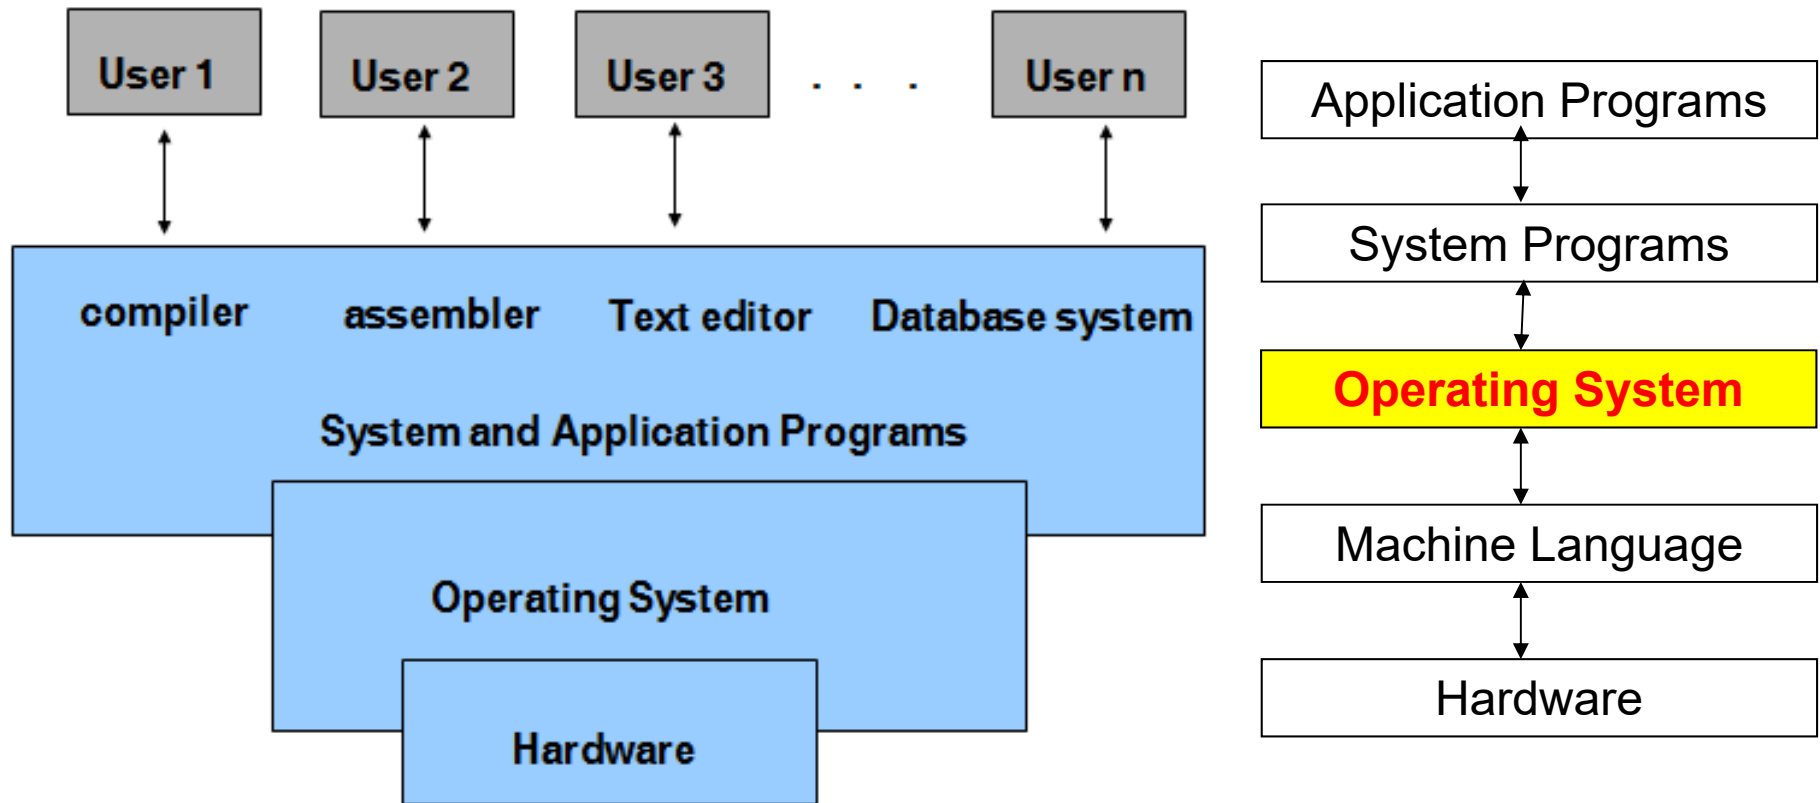 User 1
User 2
User 3
. . .
User n
compiler
assembler
Text editor
Database system
System and Application Programs
Operating System
Hardware
Application Programs
System Programs
Operating System
Machine Language
Hardware